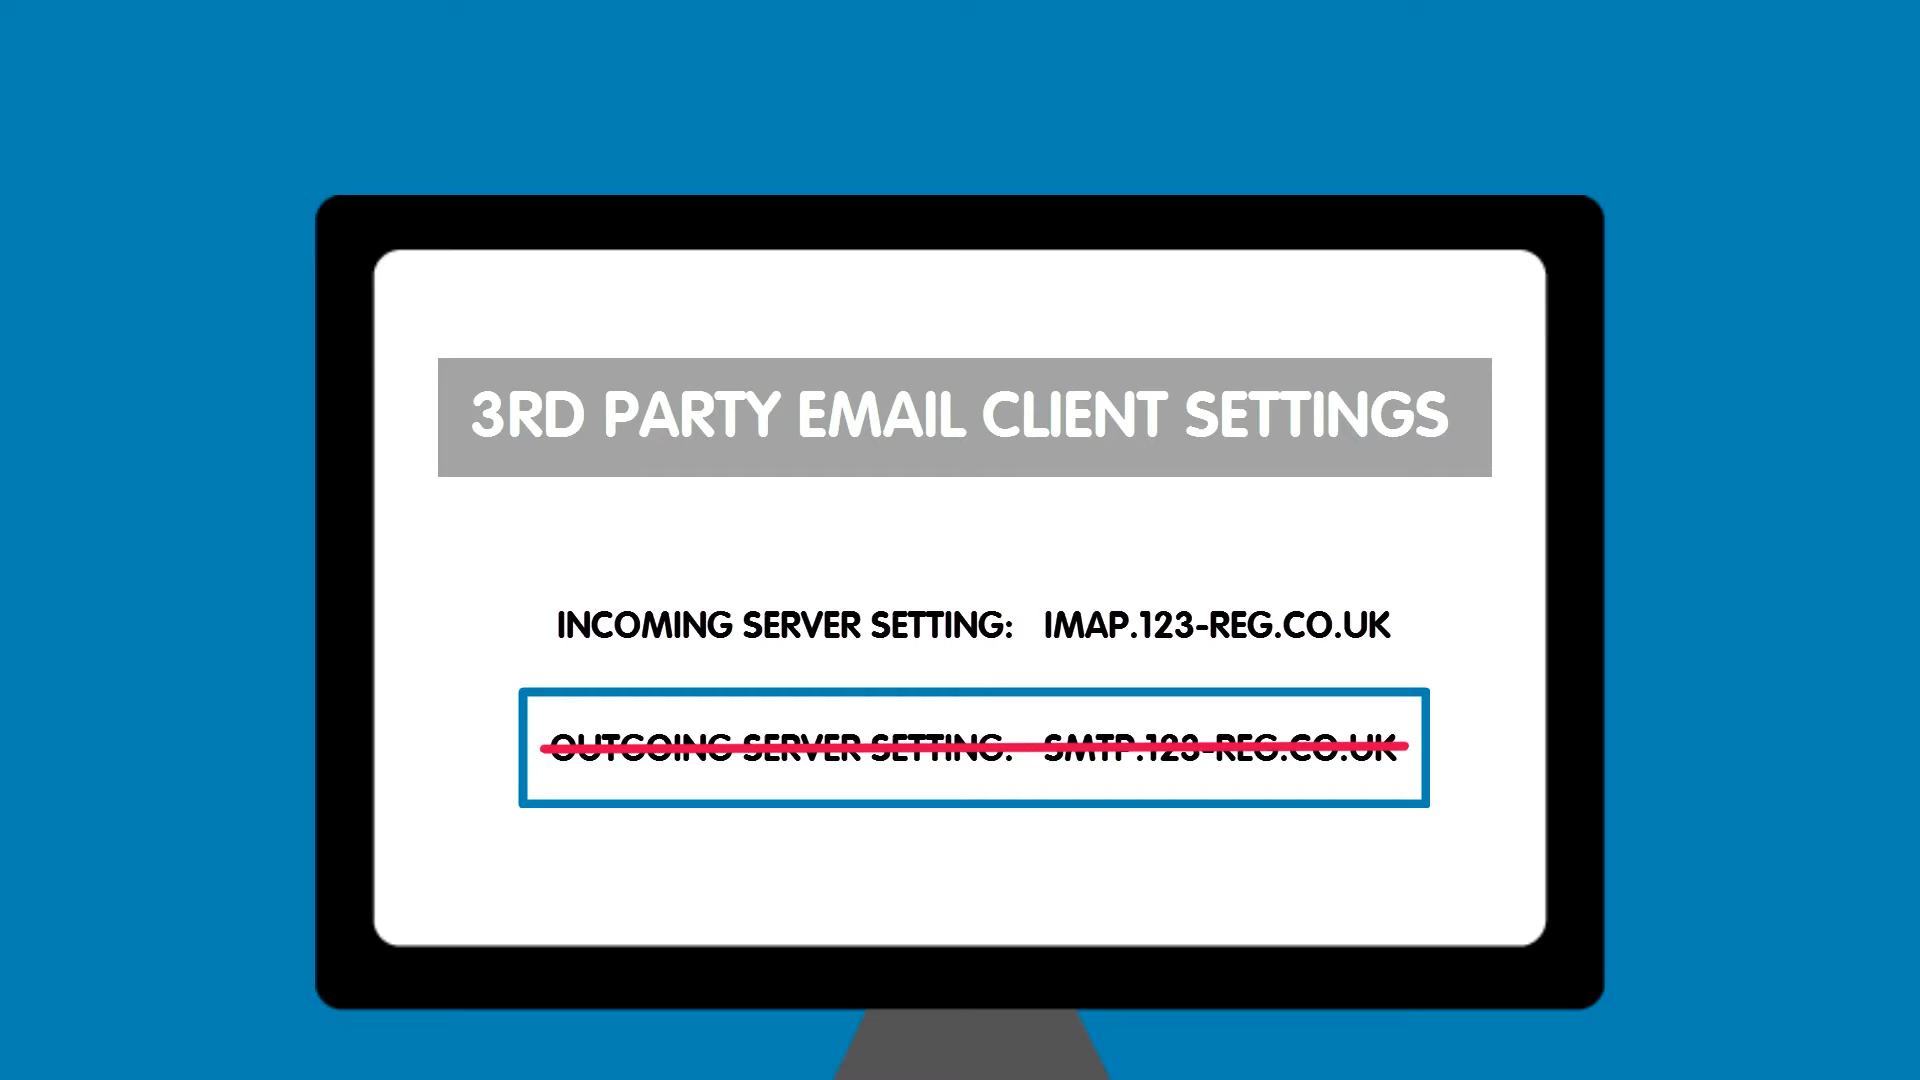 3RD PARTY EMAIL CLIENT SETTINGS
INCOMING SERVER SETTING: IMAP.123-REG.CO.UK
OUTGOING SERVER SETTING: SMTP.123-REG.CO.UK